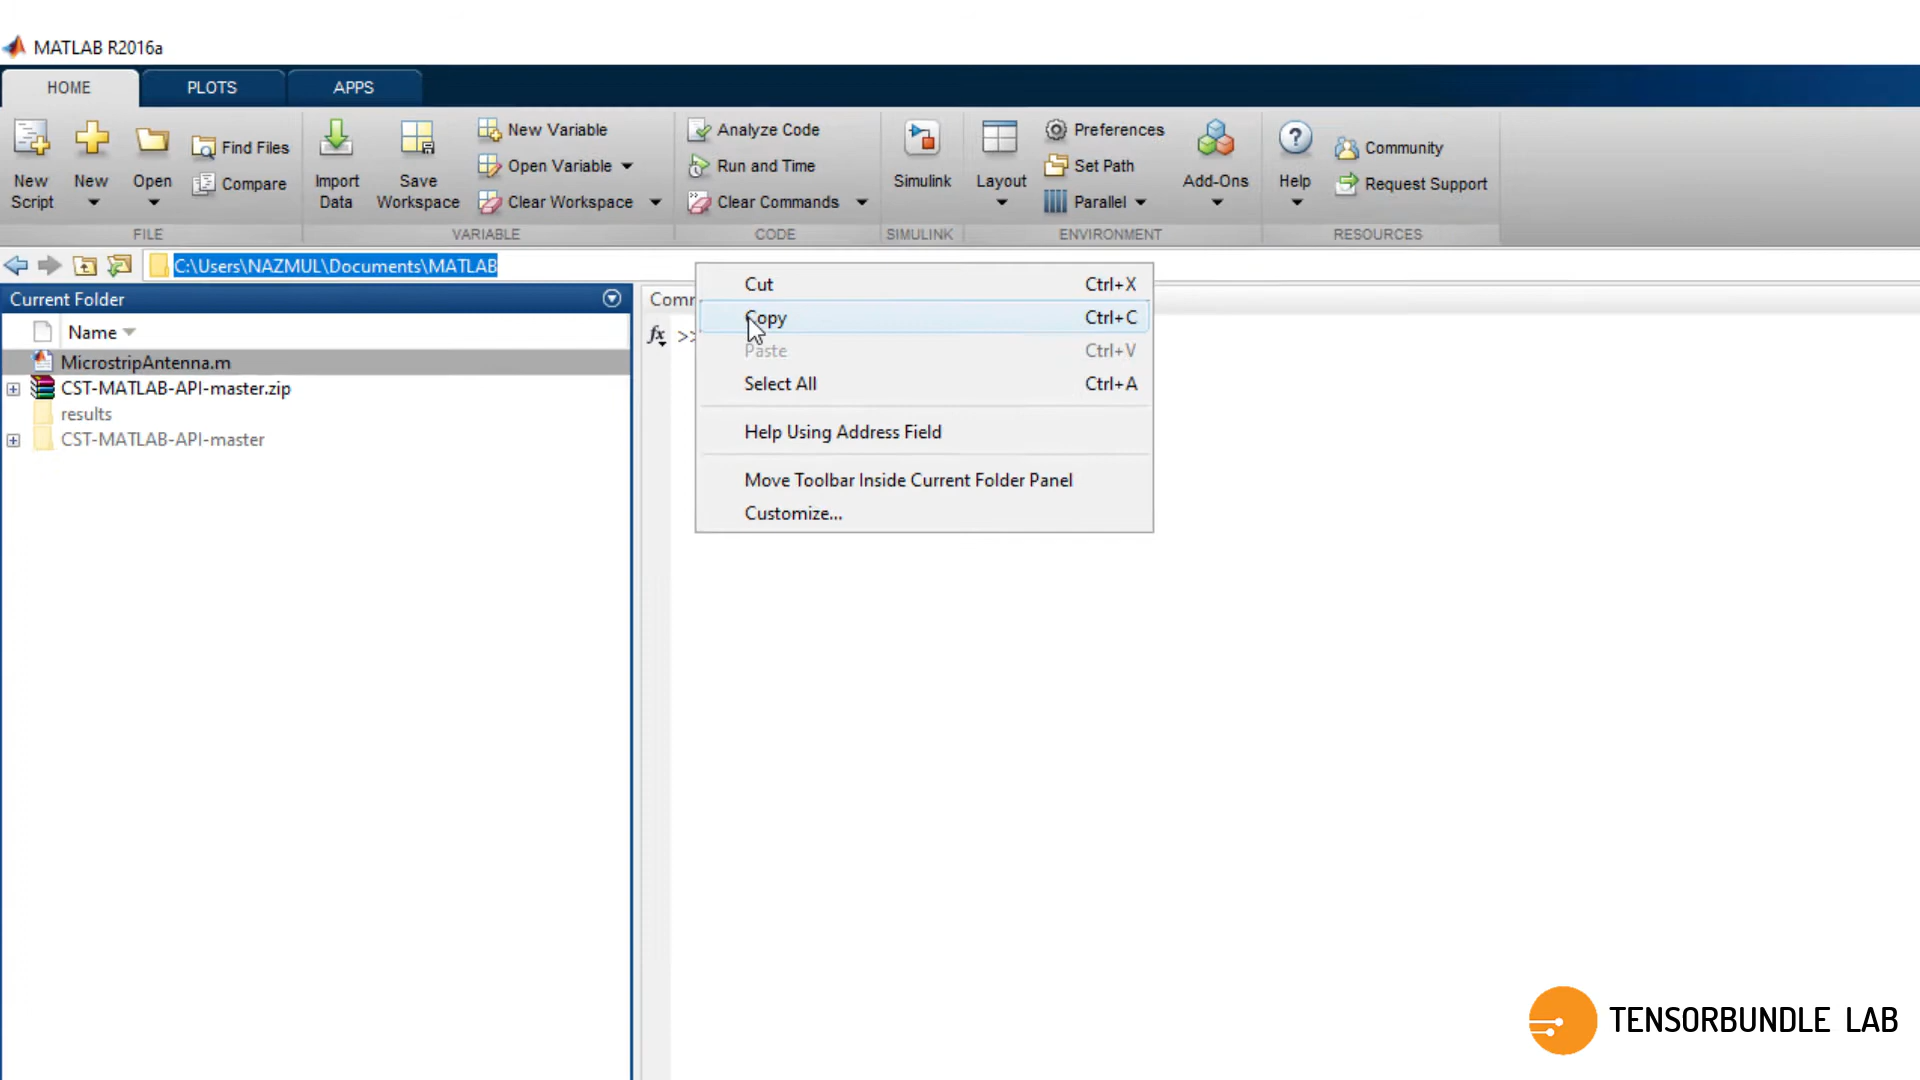 MATLAB R2016a
HOME
PLOTS
APPS
New Script
New
Open
Find Files
Compare
FILE
Import Data
Save Workspace
New Variable
Open Variable
Clear Workspace
VARIABLE
Analyze Code
Run and Time
Clear Commands
CODE
Simulink
SIMULINK
Layout
Preferences
Set Path
Parallel
Add-Ons
ENVIRONMENT
Help
Community
Request Support
RESOURCES
C:\Users\NAZMUL\Documents\MATLAB
Current Folder
Name
MicrostripAntenna.m
CST-MATLAB-API-master.zip
results
CST-MATLAB-API-master
fx >>
Cut Ctrl+X
Copy Ctrl+C
Paste Ctrl+V
Select All Ctrl+A
Help Using Address Field
Move Toolbar Inside Current Folder Panel
Customize...
TENSORBUNDLE LAB